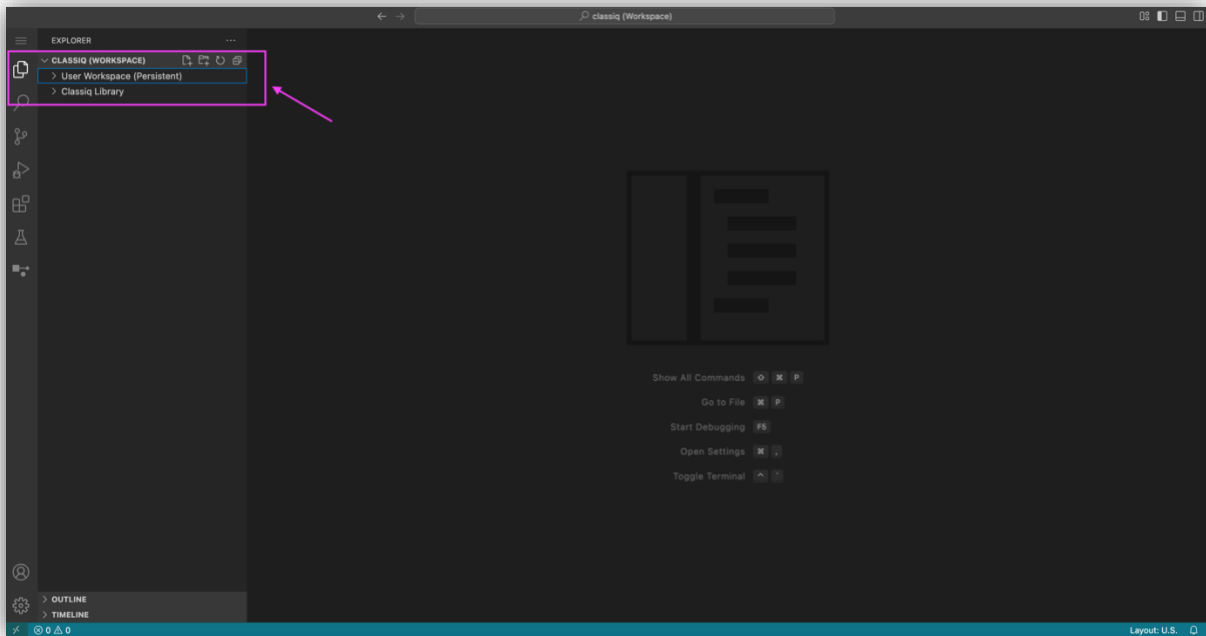 classiq (Workspace)
EXPLORER
CLASSIQ (WORKSPACE)
User Workspace (Persistent)
Classiq Library
Show All Commands ⇧ ⌘ P
Go to File ⌘ P
Start Debugging F5
Open Settings ⌘ ,
Toggle Terminal ^ `
OUTLINE
TIMELINE
0 0
Layout: U.S.